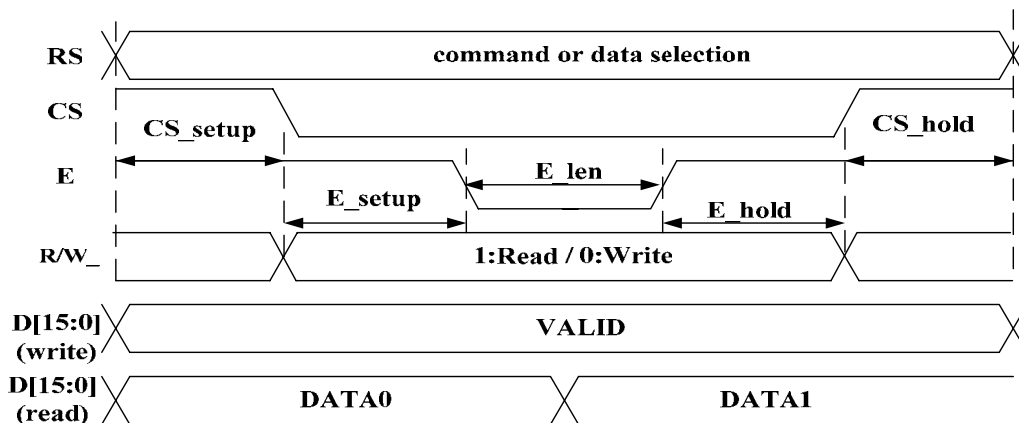 RS
command or data selection
CS
CS_setup
CS_hold
E
E_len
E_setup
E_hold
R/W_
1:Read / 0:Write
D[15:0]
(write)
VALID
D[15:0]
(read)
DATA0
DATA1